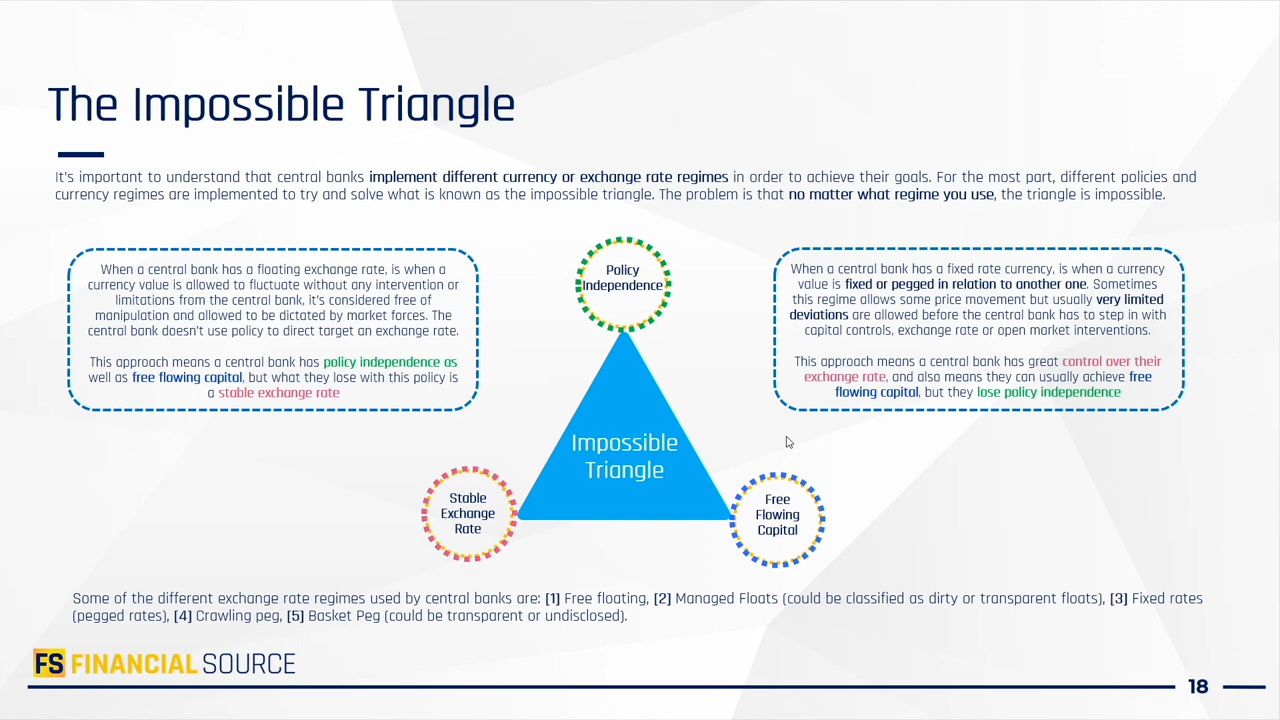 The Impossible Triangle
It's important to understand that central banks implement different currency or exchange rate regimes in order to achieve their goals. For the most part, different policies and
currency regimes are implemented to try and solve what is known as the impossible triangle. The problem is that no matter what regime you use, the triangle is impossible.
When a central bank has a floating exchange rate, is when a
currency value is allowed to fluctuate without any intervention or
limitations from the central bank, it's considered free of
manipulation and allowed to be dictated by market forces. The
central bank doesn't use policy to direct target an exchange rate.
This approach means a central bank has policy independence as
well as free flowing capital, but what they lose with this policy is
a stable exchange rate
Policy
Independence
When a central bank has a fixed rate currency, is when a currency
value is fixed or pegged in relation to another one. Sometimes
this regime allows some price movement but usually very limited
deviations are allowed before the central bank has to step in with
capital controls, exchange rate or open market interventions.
This approach means a central bank has great control over their
exchange rate, and also means they can usually achieve free
flowing capital, but they lose policy independence
Impossible
Triangle
Stable
Exchange
Rate
Free
Flowing
Capital
Some of the different exchange rate regimes used by central banks are: [1] Free floating, [2] Managed Floats (could be classified as dirty or transparent floats), [3] Fixed rates
(pegged rates), [4] Crawling peg, [5] Basket Peg (could be transparent or undisclosed).
FS FINANCIAL SOURCE
18